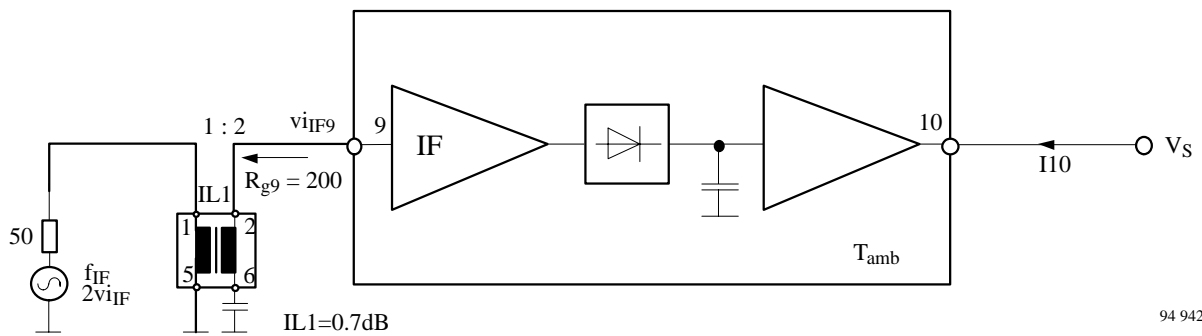 1 : 2
vi_IF9
9
IF
10
V_S
I10
R_g9 = 200
IL1
1
2
50
5
6
f_IF
2vi_IF
T_amb
IL1=0.7dB
94 942